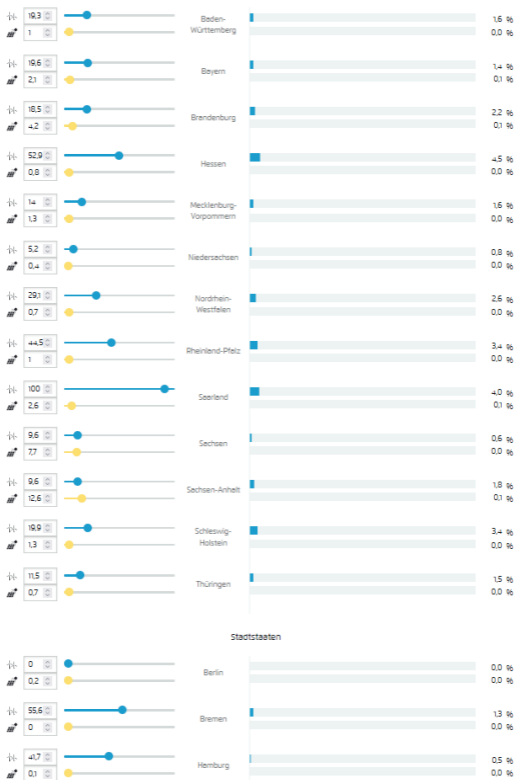 19,3 Baden- 1,6 %
1 Württemberg 0,0 %
19,6 Bayern 1,4 %
2,1 0,1 %
18,5 Brandenburg 2,2 %
4,2 0,1 %
52,9 Hessen 4,5 %
0,8 0,0 %
14 Mecklenburg- 1,6 %
1,3 Vorpommern 0,0 %
5,2 Niedersachsen 0,8 %
0,4 0,0 %
29,1 Nordrhein- 2,6 %
0,7 Westfalen 0,0 %
44,5 Rheinland-Pfalz 3,4 %
1 0,0 %
100 Saarland 4,0 %
2,6 0,1 %
9,6 Sachsen 0,6 %
7,7 0,0 %
9,6 Sachsen-Anhalt 1,8 %
12,6 0,1 %
19,9 Schleswig- 3,4 %
1,3 Holstein 0,0 %
11,5 Thüringen 1,5 %
0,7 0,0 %
Stadtstaaten
0 Berlin 0,0 %
0,2 0,0 %
55,6 Bremen 1,3 %
0 0,0 %
41,7 Hamburg 0,5 %
0,1 0,0 %